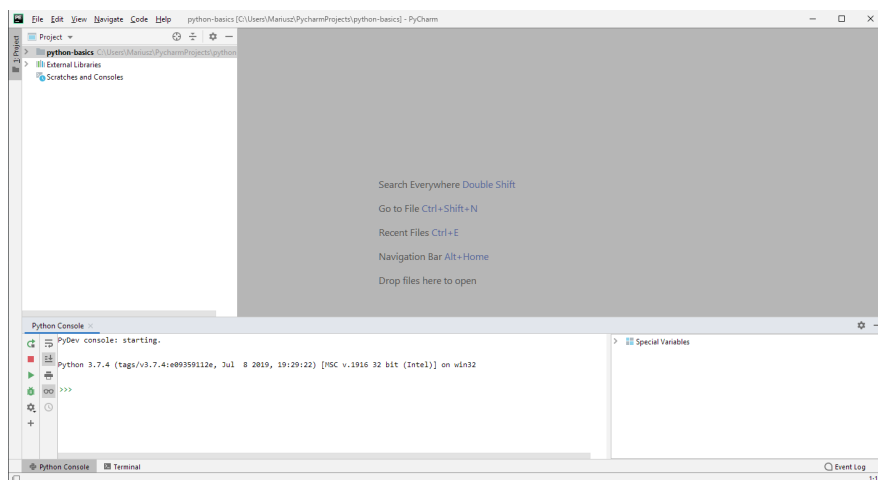 File Edit View Navigate Code Help python-basics [C:\Users\Mariusz\PycharmProjects\python-basics] - PyCharm
1: Project
Project
python-basics C:\Users\Mariusz\PycharmProjects\python
External Libraries
Scratches and Consoles
Search Everywhere Double Shift
Go to File Ctrl+Shift+N
Recent Files Ctrl+E
Navigation Bar Alt+Home
Drop files here to open
Python Console
PyDev console: starting.
Python 3.7.4 (tags/v3.7.4:e09359112e, Jul  8 2019, 19:29:22) [MSC v.1916 32 bit (Intel)] on win32
>>>
Special Variables
Python Console Terminal Event Log
1:1